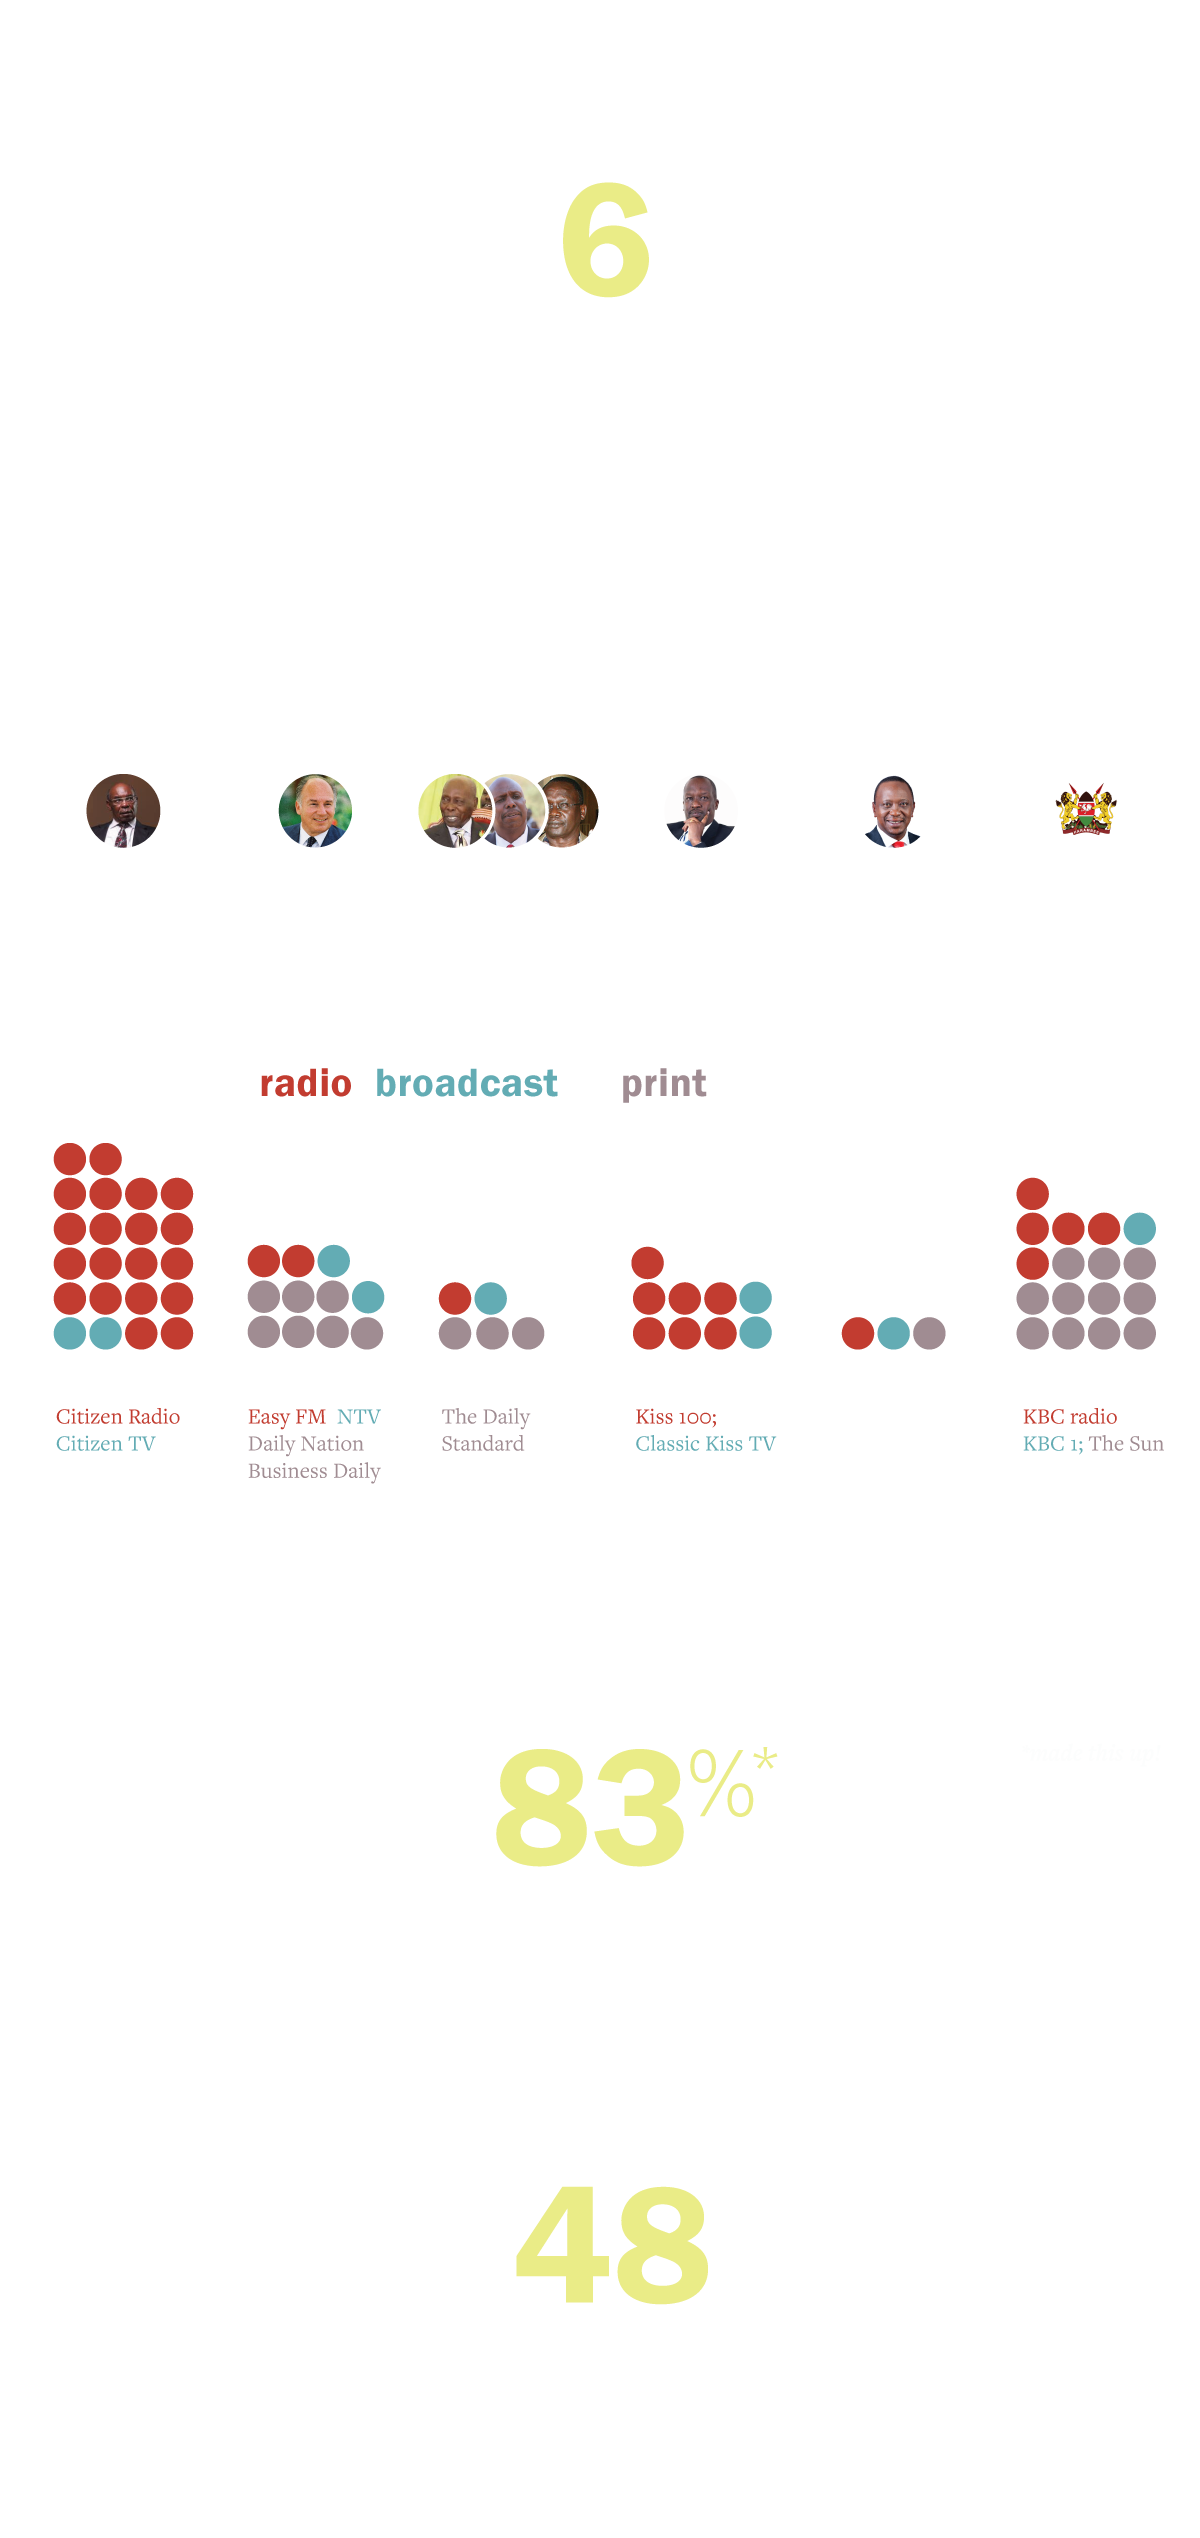 6
radio broadcast print
Citizen Radio
Citizen TV
Easy FM NTV
Daily Nation
Business Daily
The Daily
Standard
Kiss 100;
Classic Kiss TV
KBC radio
KBC 1; The Sun
83%*
48